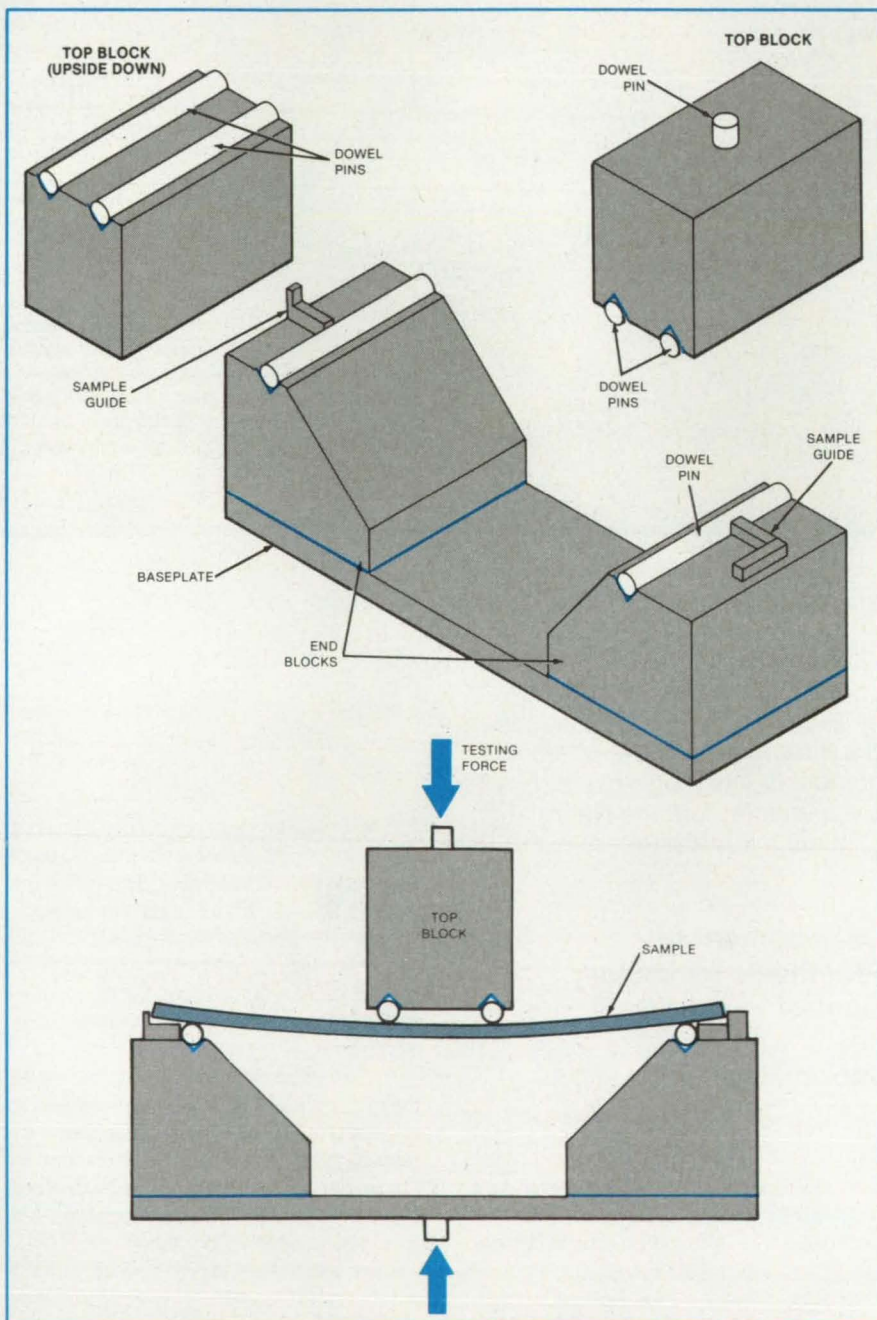 TOP BLOCK
(UPSIDE DOWN)
DOWEL
PINS
TOP BLOCK
DOWEL
PIN
DOWEL
PINS
SAMPLE
GUIDE
SAMPLE
GUIDE
DOWEL
PIN
BASEPLATE
END
BLOCKS
TESTING
FORCE
TOP
BLOCK
SAMPLE